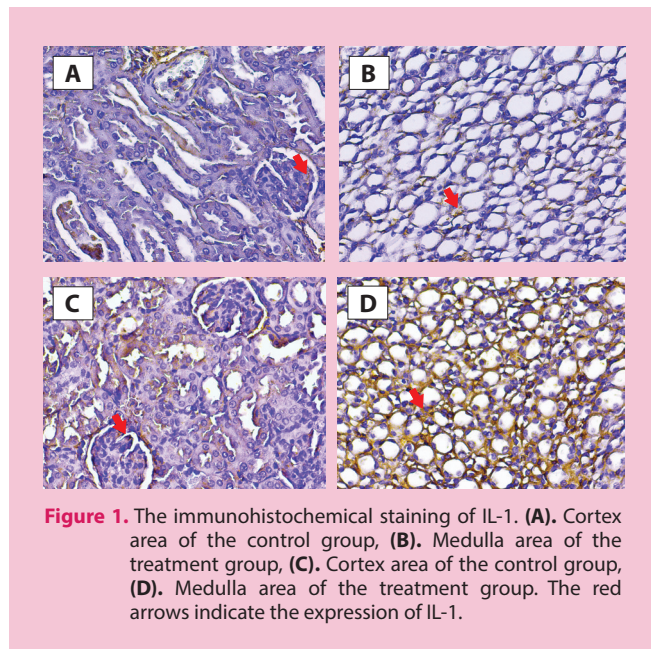 A
B
C
D
Figure 1. The immunohistochemical staining of IL-1. (A). Cortex
area of the control group, (B). Medulla area of the
treatment group, (C). Cortex area of the control group,
(D). Medulla area of the treatment group. The red
arrows indicate the expression of IL-1.